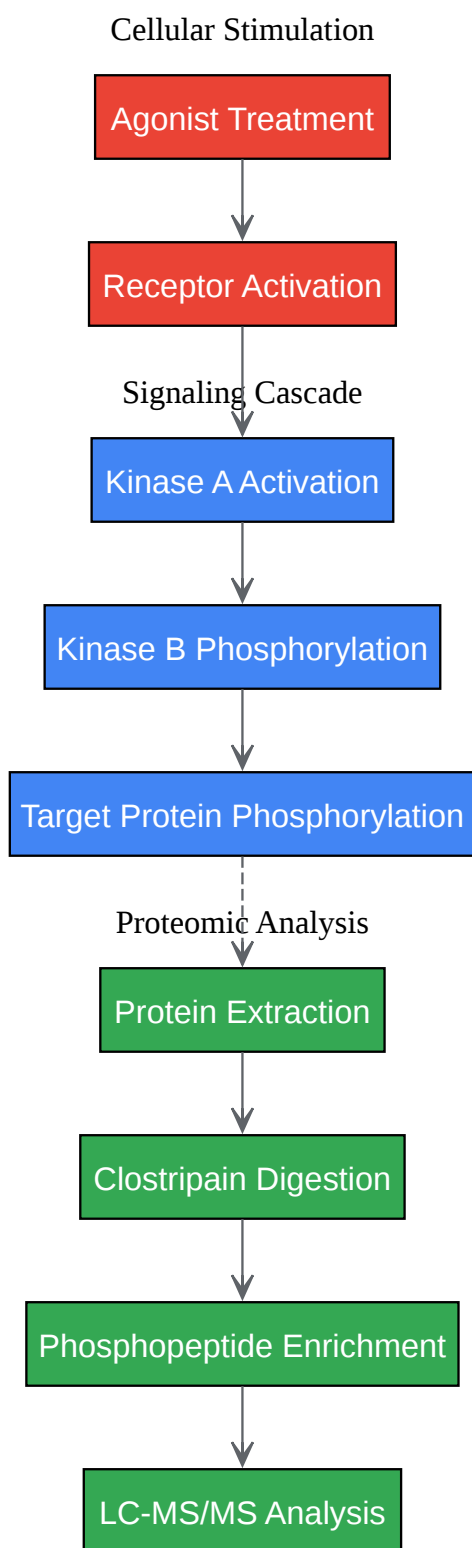 Cellular Stimulation
Agonist Treatment
Receptor Activation
Signaling Cascade
Kinase A Activation
Kinase B Phosphorylation
Target Protein Phosphorylation
Proteomic Analysis
Protein Extraction
Clostripain Digestion
Phosphopeptide Enrichment
LC-MS/MS Analysis